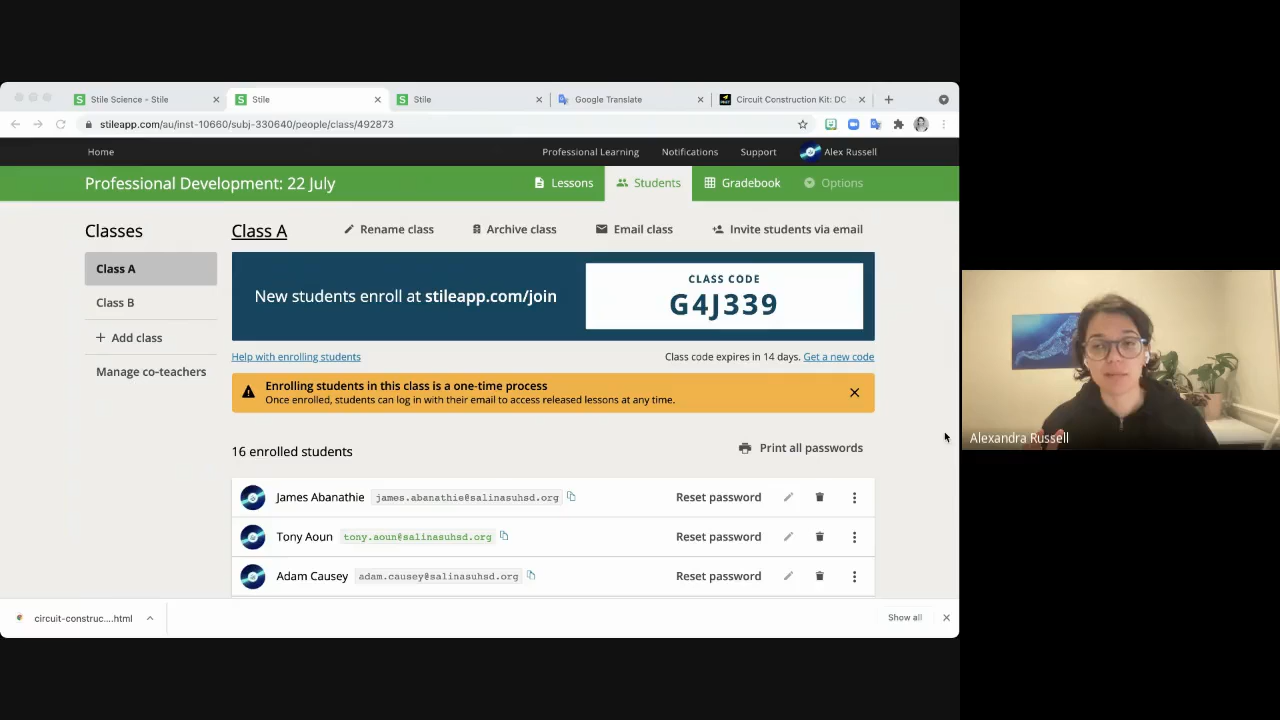 Stile Science - Stile
Stile
Stile
Google Translate
Circuit Construction Kit: DC
stileapp.com/au/inst-10660/subj-330640/people/class/492873
Home
Professional Learning
Notifications
Support
Alex Russell
Professional Development: 22 July
Lessons
Students
Gradebook
Options
Classes
Class A
Class B
+ Add class
Manage co-teachers
Class A
Rename class
Archive class
Email class
Invite students via email
New students enroll at stileapp.com/join
CLASS CODE
G4J339
Help with enrolling students
Class code expires in 14 days. Get a new code
Enrolling students in this class is a one-time process
Once enrolled, students can log in with their email to access released lessons at any time.
16 enrolled students
Print all passwords
James Abanathie james.abanathie@salinasuhsd.org
Reset password
Tony Aoun tony.aoun@salinasuhsd.org
Reset password
Adam Causey adam.causey@salinasuhsd.org
Reset password
circuit-construc....html
Show all
Alexandra Russell